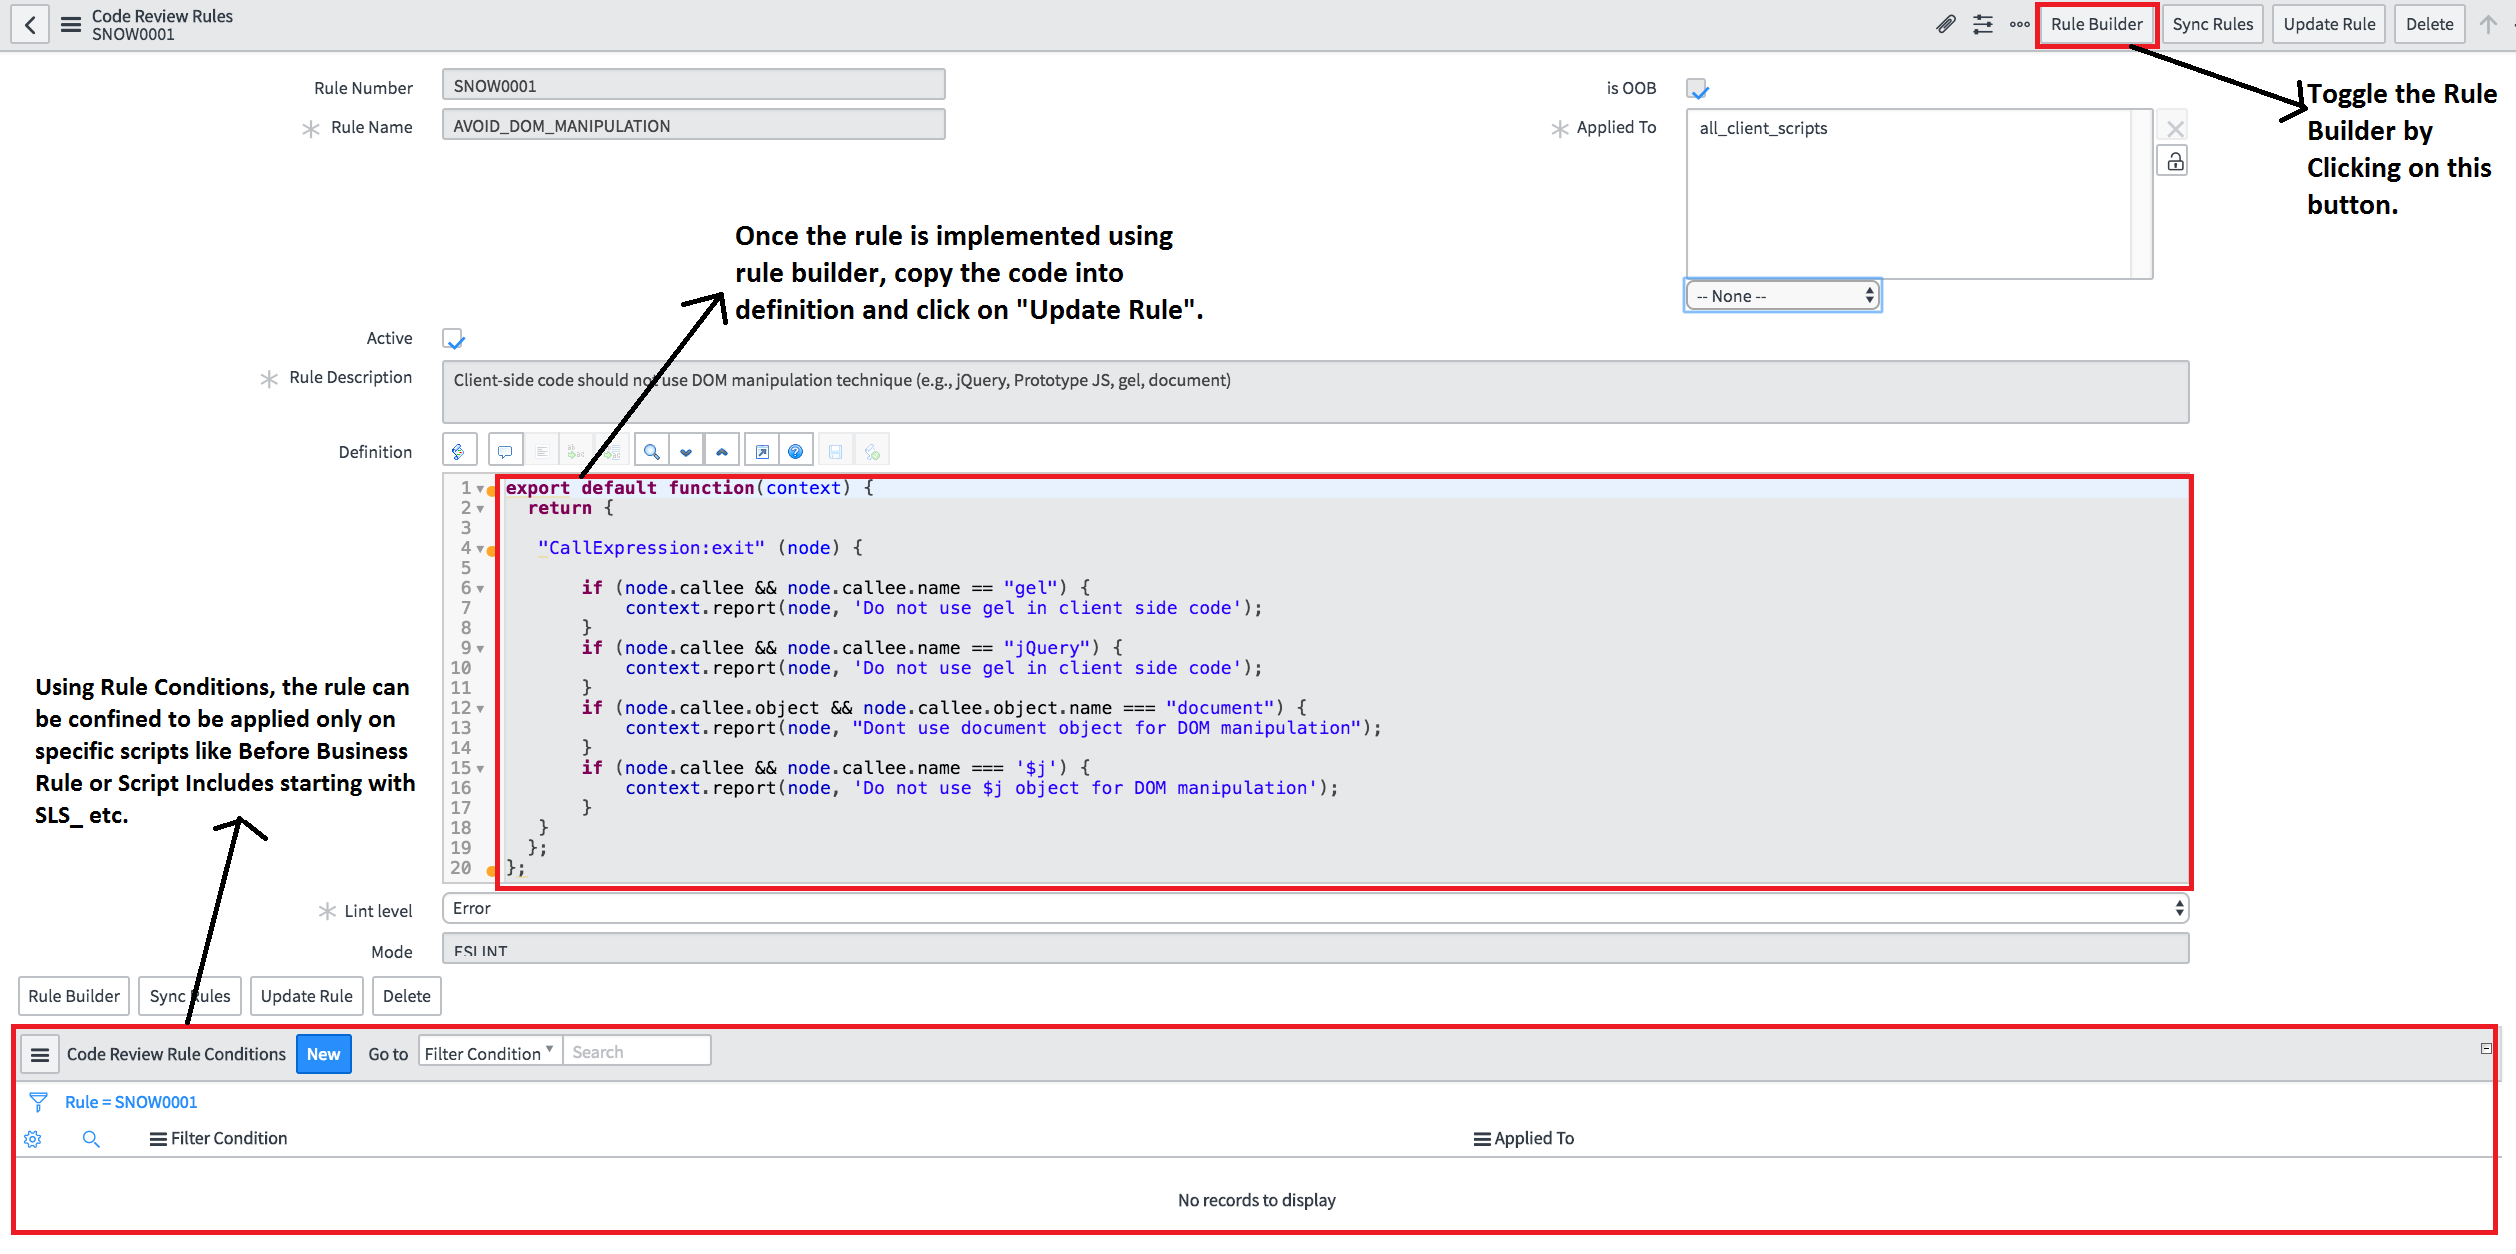 Code Review Rules
SNOW0001
Rule Builder
Sync Rules
Update Rule
Delete
Toggle the Rule
Builder by
Clicking on this
button.
Rule Number
SNOW0001
Rule Name
AVOID_DOM_MANIPULATION
is OOB
Applied To
all_client_scripts
-- None --
Once the rule is implemented using
rule builder, copy the code into
definition and click on "Update Rule".
Active
Rule Description
Client-side code should not use DOM manipulation technique (e.g., jQuery, Prototype JS, gel, document)
Definition
1 export default function(context) {
2 return {
3
4 "CallExpression:exit" (node) {
5
6 if (node.callee && node.callee.name == "gel") {
7 context.report(node, 'Do not use gel in client side code');
8 }
9 if (node.callee && node.callee.name == "jQuery") {
10 context.report(node, 'Do not use gel in client side code');
11 }
12 if (node.callee.object && node.callee.object.name === "document") {
13 context.report(node, "Dont use document object for DOM manipulation");
14 }
15 if (node.callee && node.callee.name === '$j') {
16 context.report(node, 'Do not use $j object for DOM manipulation');
17 }
18 }
19 };
20 };
Using Rule Conditions, the rule can
be confined to be applied only on
specific scripts like Before Business
Rule or Script Includes starting with
SLS_ etc.
Lint level
Error
Mode
ESLINT
Rule Builder
Sync Rules
Update Rule
Delete
Code Review Rule Conditions
New
Go to
Filter Condition
Search
Rule = SNOW0001
Filter Condition
Applied To
No records to display